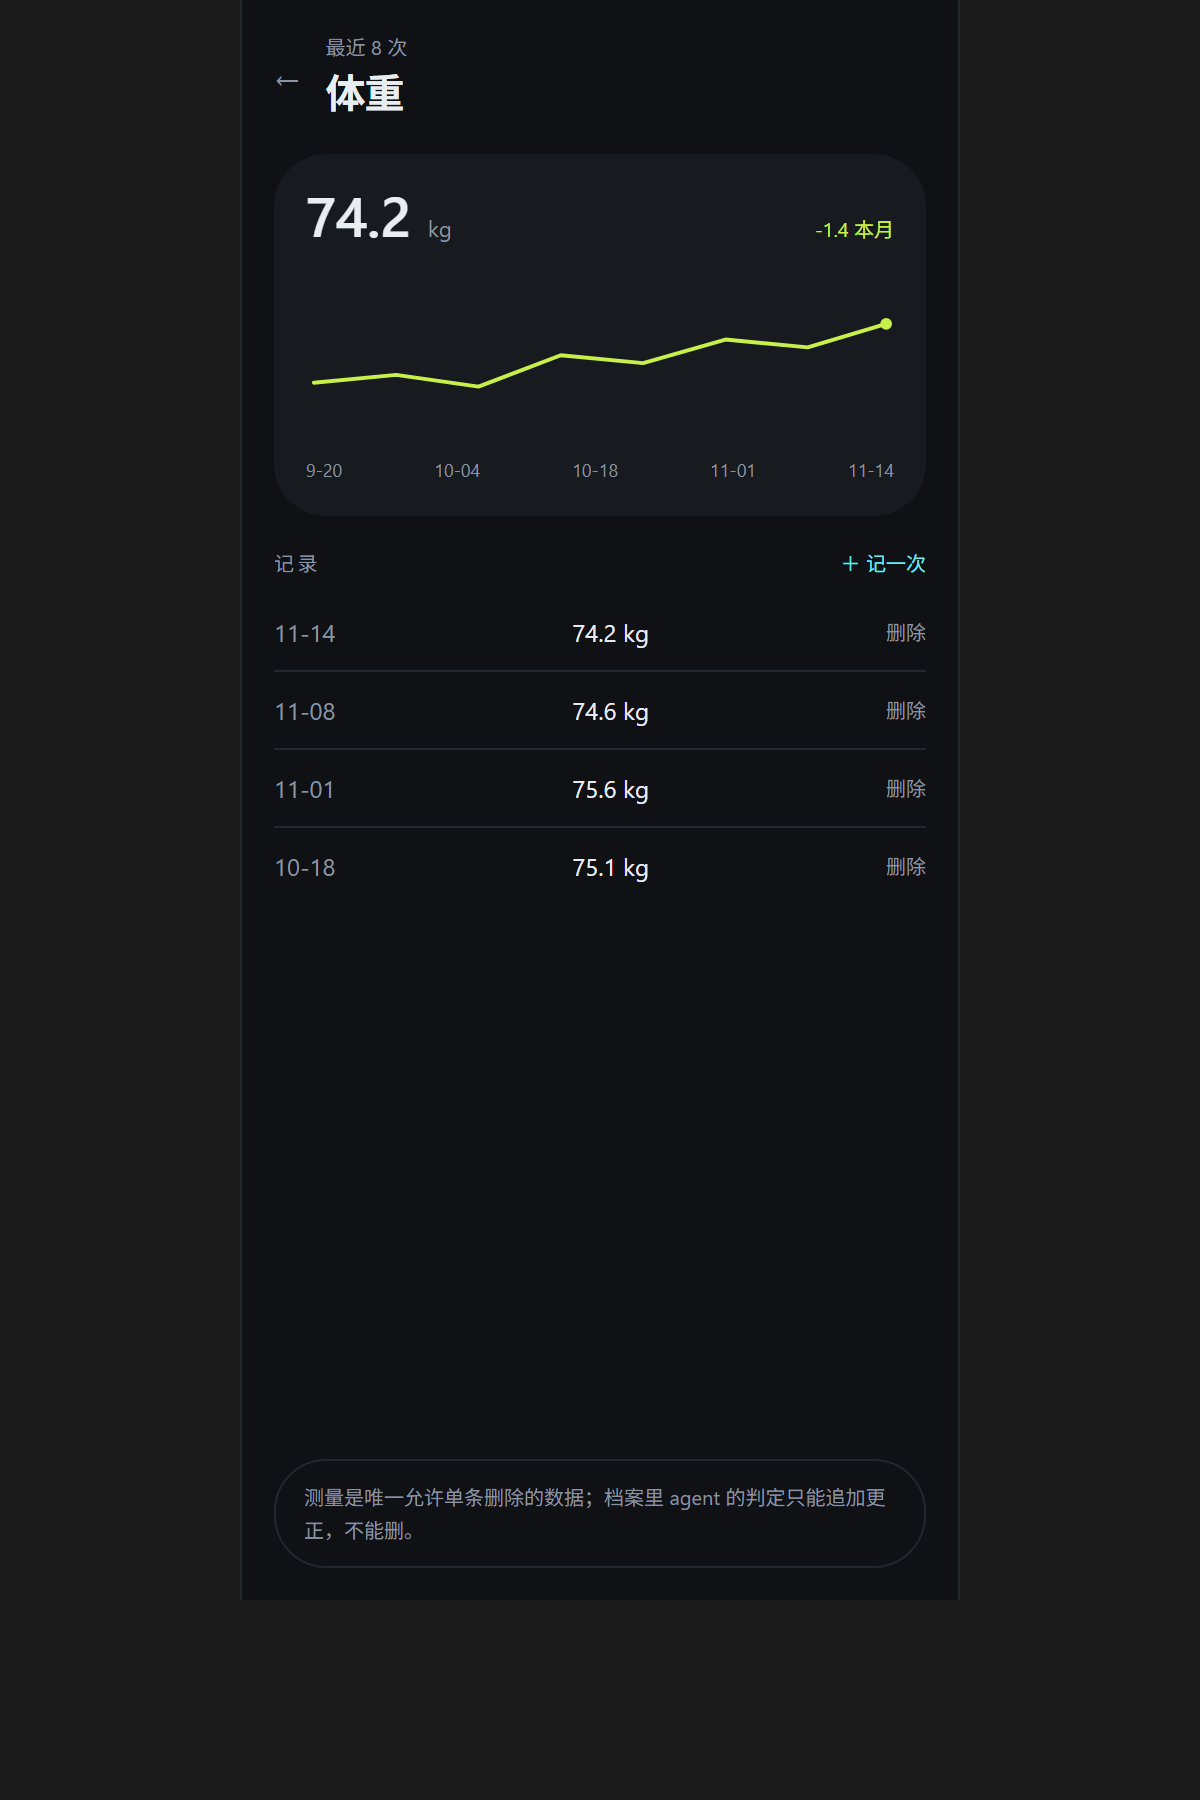 最近 8 次
←
体重
74.2 kg
-1.4 本月
9-20 10-04 10-18 11-01 11-14
记录
＋ 记一次
11-14 74.2 kg 删除
11-08 74.6 kg 删除
11-01 75.6 kg 删除
10-18 75.1 kg 删除
测量是唯一允许单条删除的数据；档案里 agent 的判定只能追加更
正，不能删。